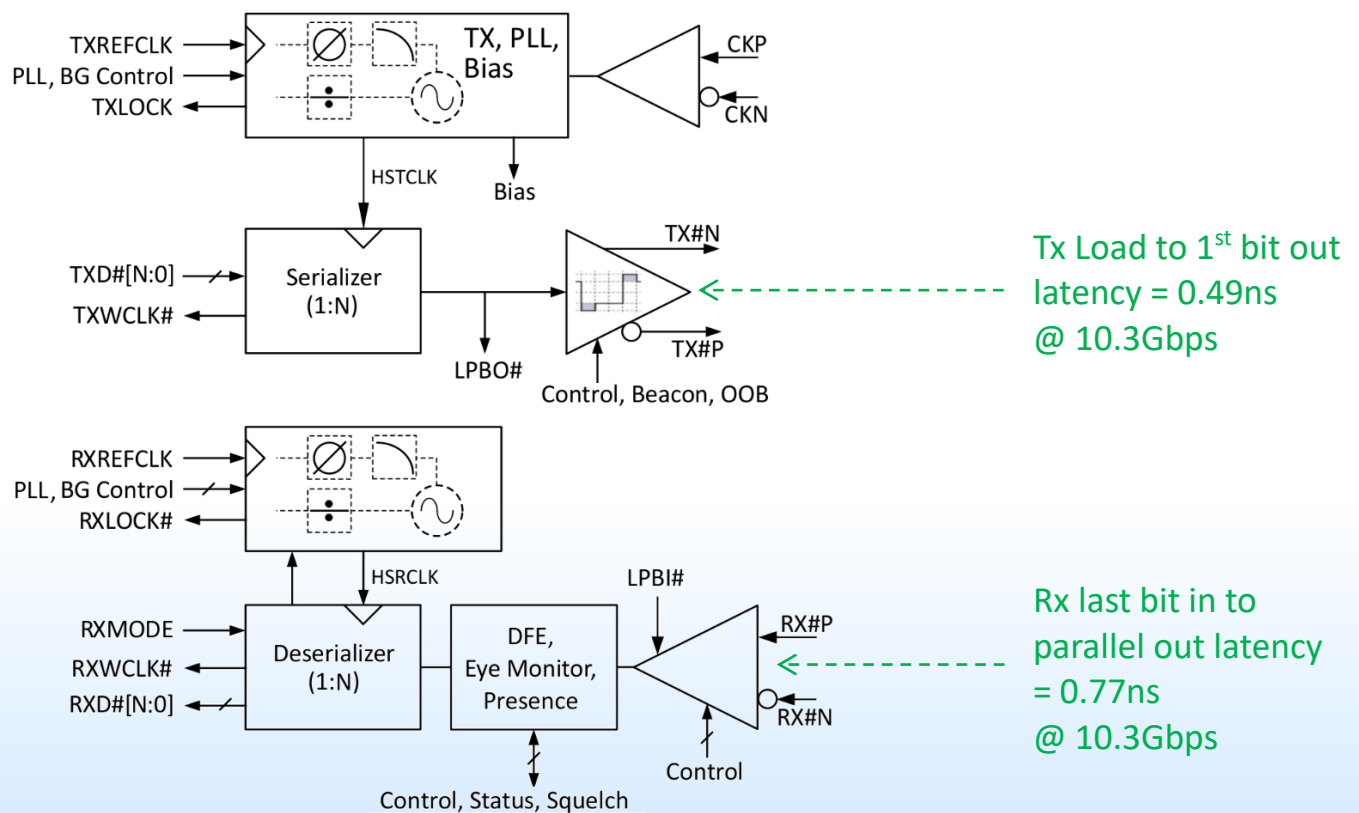 TXREFCLK
PLL, BG Control
TXLOCK
TX, PLL,
Bias
CKP
CKN
HSTCLK
Bias
TXD#[N:0]
TXWCLK#
Serializer
(1:N)
LPBO#
TX#N
TX#P
Control, Beacon, OOB
Tx Load to 1st bit out
latency = 0.49ns
@ 10.3Gbps
RXREFCLK
PLL, BG Control
RXLOCK#
HSRCLK
RXMODE
RXWCLK#
RXD#[N:0]
Deserializer
(1:N)
DFE,
Eye Monitor,
Presence
Control, Status, Squelch
LPBI#
RX#P
RX#N
Control
Rx last bit in to
parallel out latency
= 0.77ns
@ 10.3Gbps